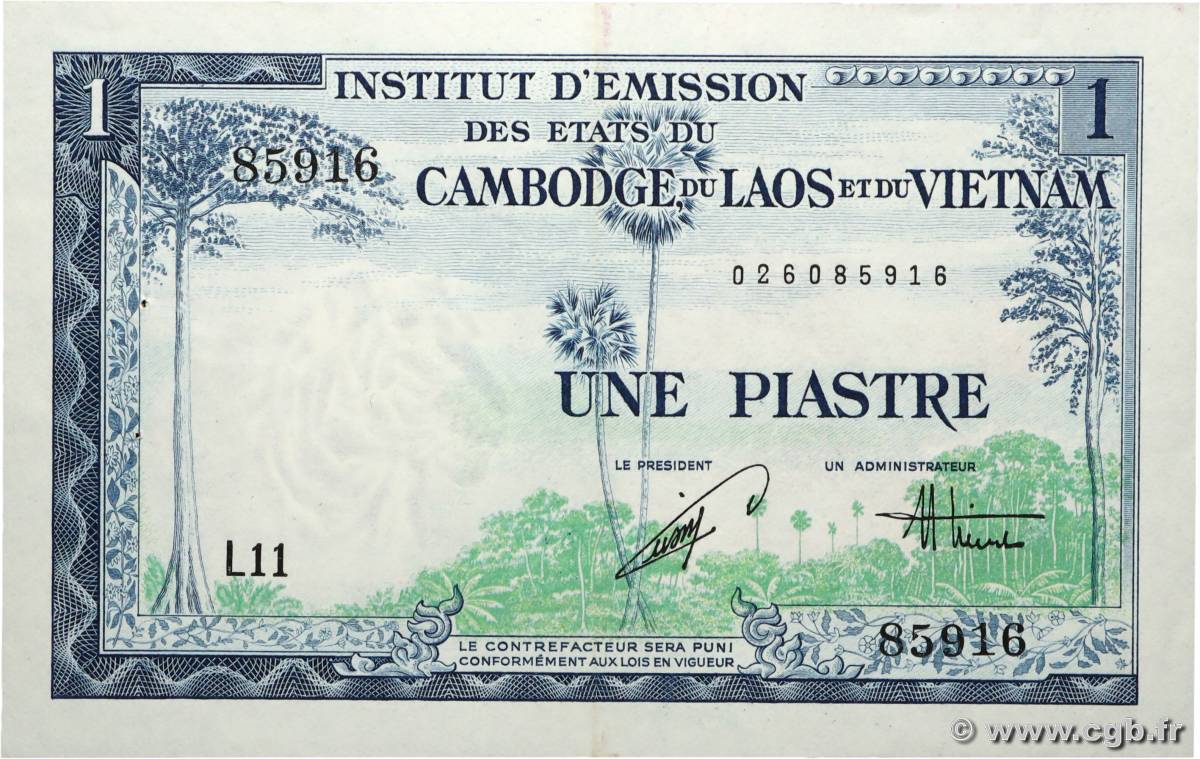 1
INSTITUT D'EMISSION
1
DES ETATS DU
85916
CAMBODGE, DU LAOS ET DU VIETNAM
026085916
UNE PIASTRE
LE PRESIDENT
UN ADMINISTRATEUR
L11
85916
LE CONTREFACTEUR SERA PUNI
CONFORMÉMENT AUX LOIS EN VIGUEUR
© www.cgb.fr